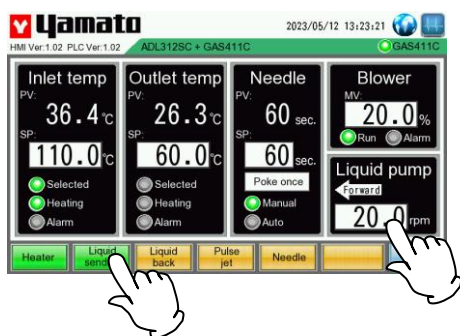 Yamato
2023/05/12 13:23:21
HMI Ver:1.02 PLC Ver:1.02
ADL312SC + GAS411C
GAS411C
Inlet temp
PV:
36.4 ℃
SP:
110.0 ℃
Selected
Heating
Alarm
Outlet temp
PV:
26.3 ℃
SP:
60.0 ℃
Selected
Heating
Alarm
Needle
PV:
60 sec.
SP:
60 sec.
Poke once
Manual
Auto
Blower
MV:
20.0 %
Run
Alarm
Liquid pump
Forward
20.0 rpm
Heater
Liquid
Liquid
back
Pulse
jet
Needle